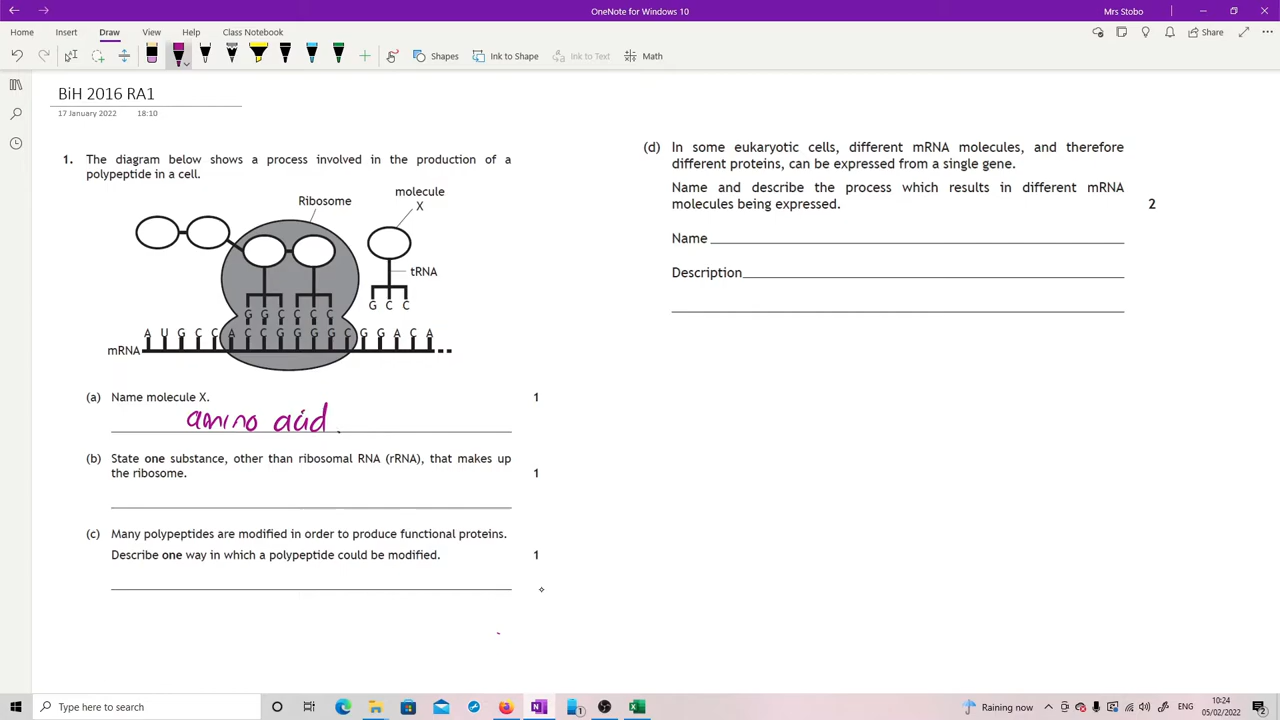 OneNote for Windows 10
Mrs Stobo
Home
Insert
Draw
View
Help
Class Notebook
Share
Shapes
Ink to Shape
Ink to Text
Math
BiH 2016 RA1
17 January 2022 18:10
1. The diagram below shows a process involved in the production of a
polypeptide in a cell.
molecule
X
Ribosome
tRNA
G C C
G G C C C C
A U G C C A C C G G G G C G G A C A
mRNA
(a) Name molecule X. 1
amino acid
(b) State one substance, other than ribosomal RNA (rRNA), that makes up
the ribosome. 1
(c) Many polypeptides are modified in order to produce functional proteins.
Describe one way in which a polypeptide could be modified. 1
(d) In some eukaryotic cells, different mRNA molecules, and therefore
different proteins, can be expressed from a single gene.
Name and describe the process which results in different mRNA
molecules being expressed. 2
Name
Description
Type here to search
1
Raining now
ENG
10:24
05/02/2022
2